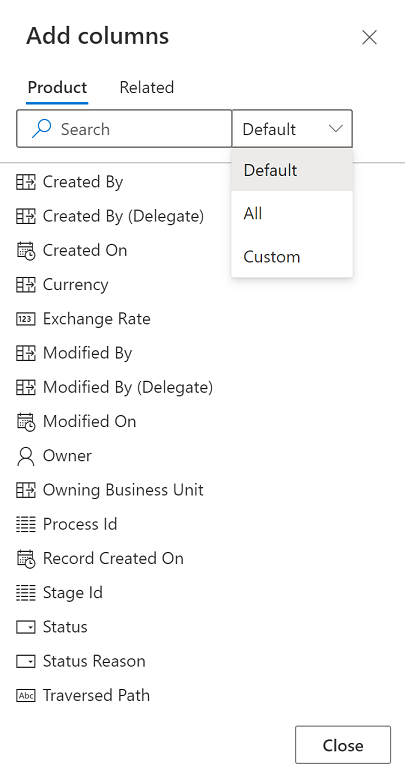 Add columns
Product Related
Search Default
Default
All
Custom
Created By
Created By (Delegate)
Created On
Currency
123 Exchange Rate
Modified By
Modified By (Delegate)
Modified On
Owner
Owning Business Unit
Process Id
Record Created On
Stage Id
Status
Status Reason
Abc Traversed Path
Close